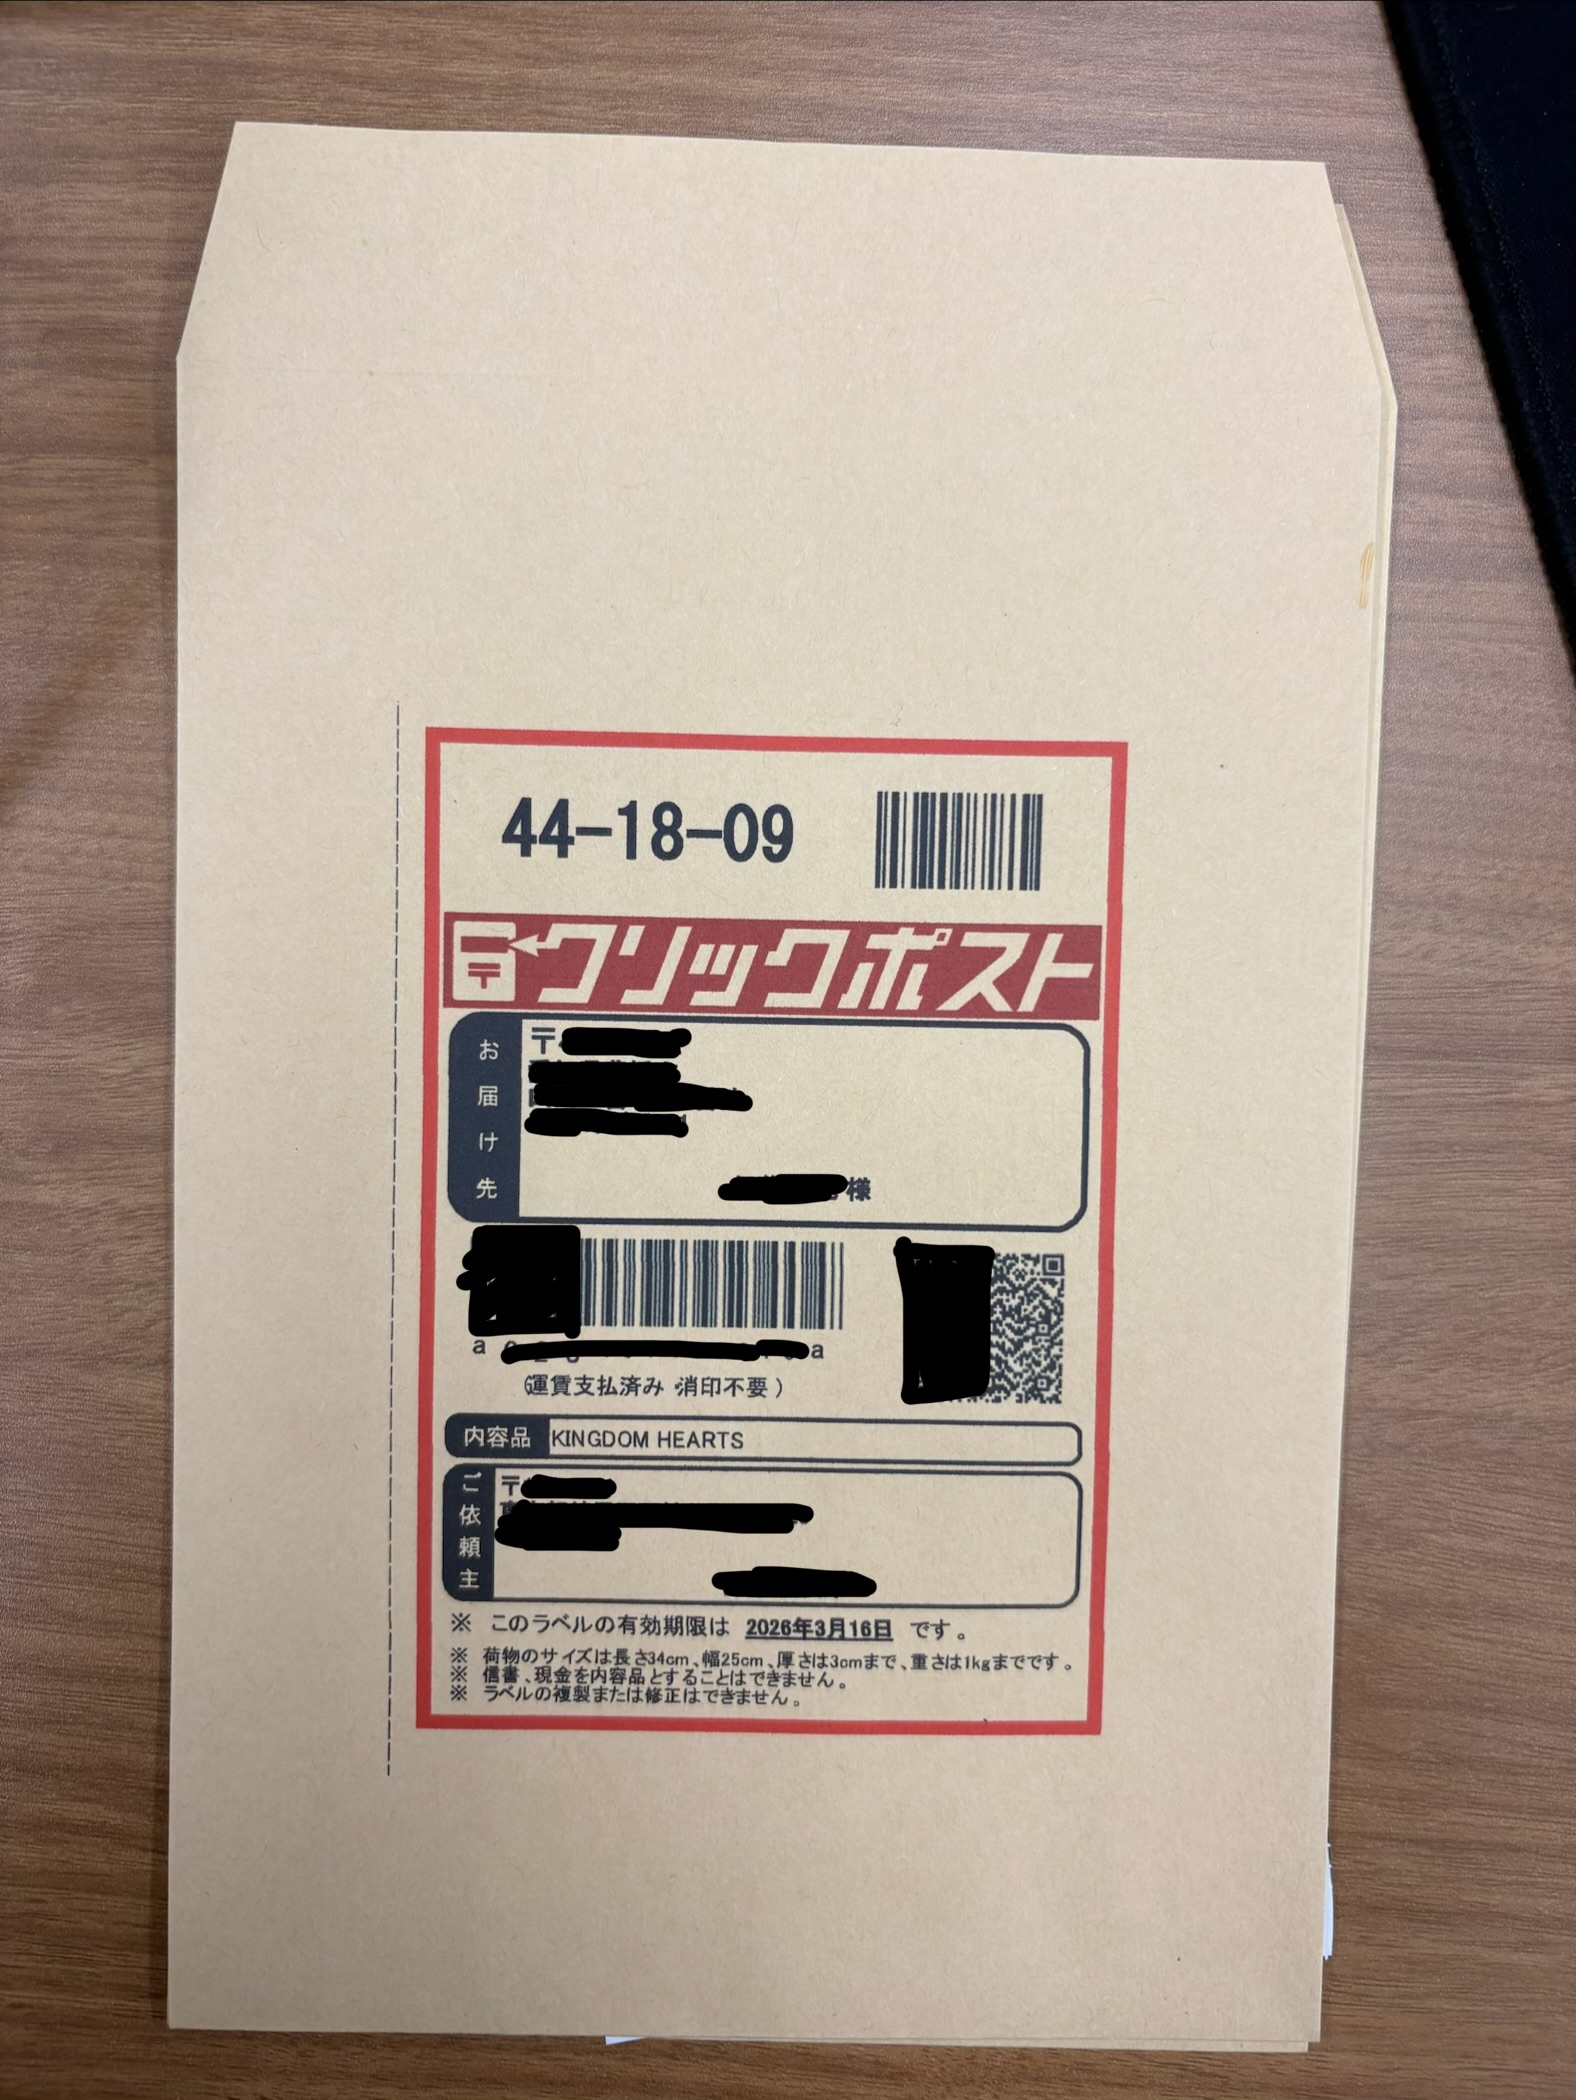 44-18-09
クリックポスト
お届け先
〒
様
a a
(運賃支払済み 消印不要)
内容品 KINGDOM HEARTS
ご依頼主
〒
※ このラベルの有効期限は 2026年3月16日 です。
※ 荷物のサイズは長さ34cm、幅25cm、厚さは3cmまで、重さは1kgまでです。
※ 信書、現金を内容品とすることはできません。
※ ラベルの複製または修正はできません。